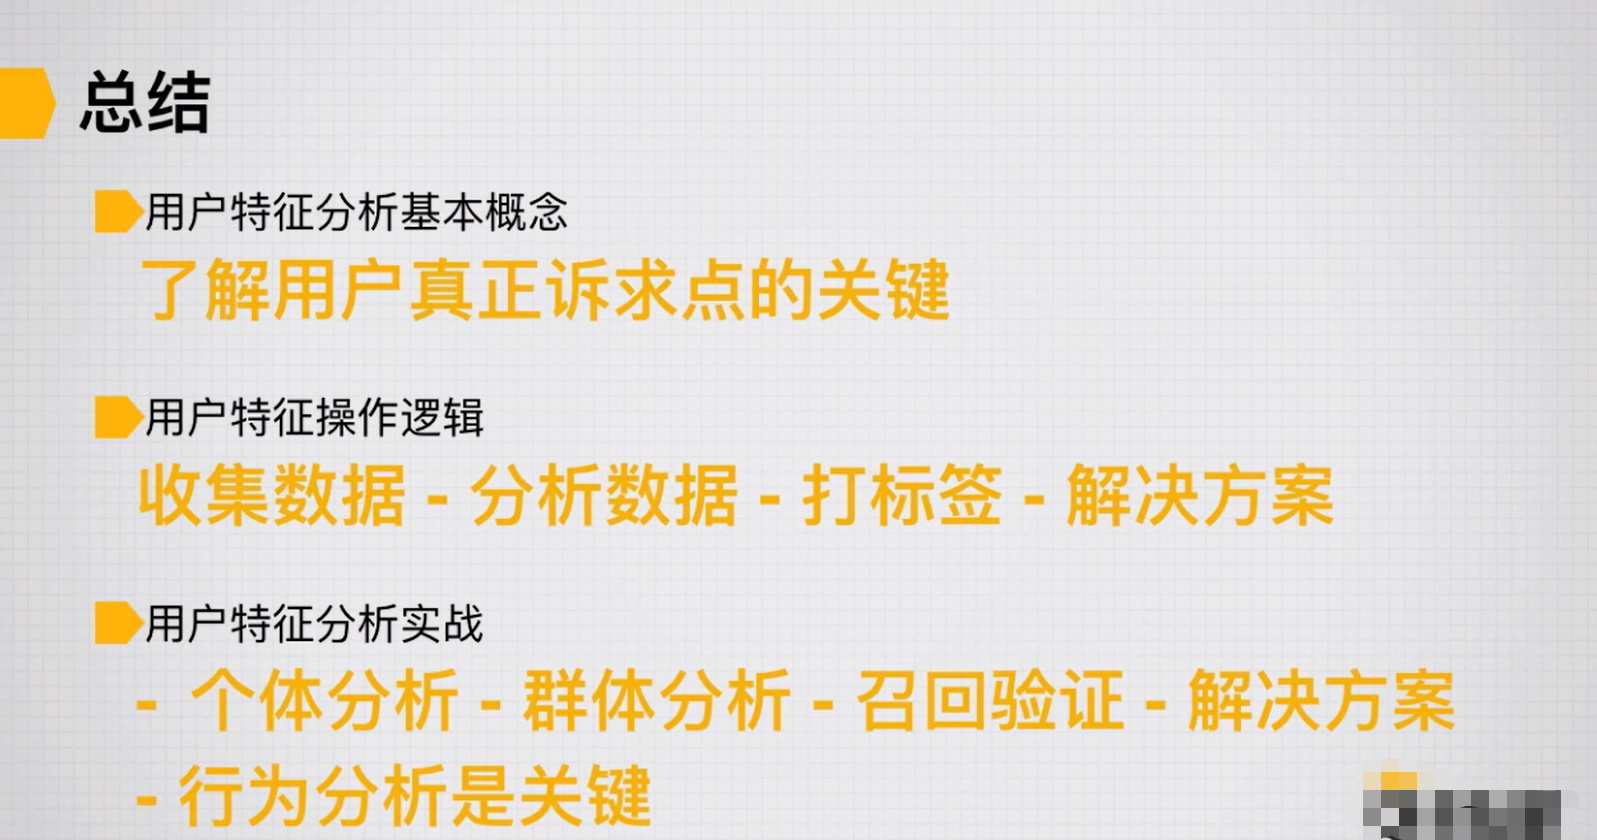 总结
用户特征分析基本概念
了解用户真正诉求点的关键
用户特征操作逻辑
收集数据 - 分析数据 - 打标签 - 解决方案
用户特征分析实战
- 个体分析 - 群体分析 - 召回验证 - 解决方案
- 行为分析是关键